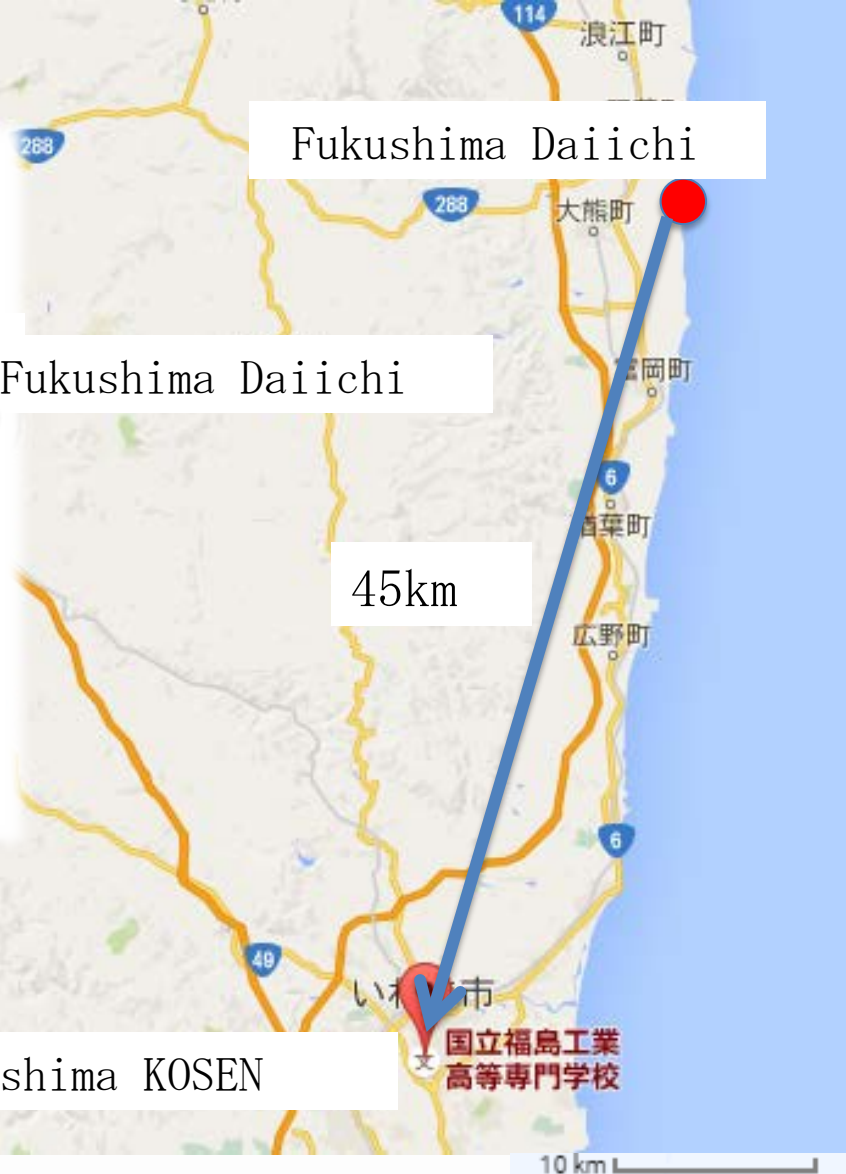 114
浪江町
Fukushima Daiichi
288
288
大熊町
Fukushima Daiichi
岡町
6
葉町
45km
広野町
6
49
市
国立福島工業
高等専門学校
文
shima KOSEN
10 km